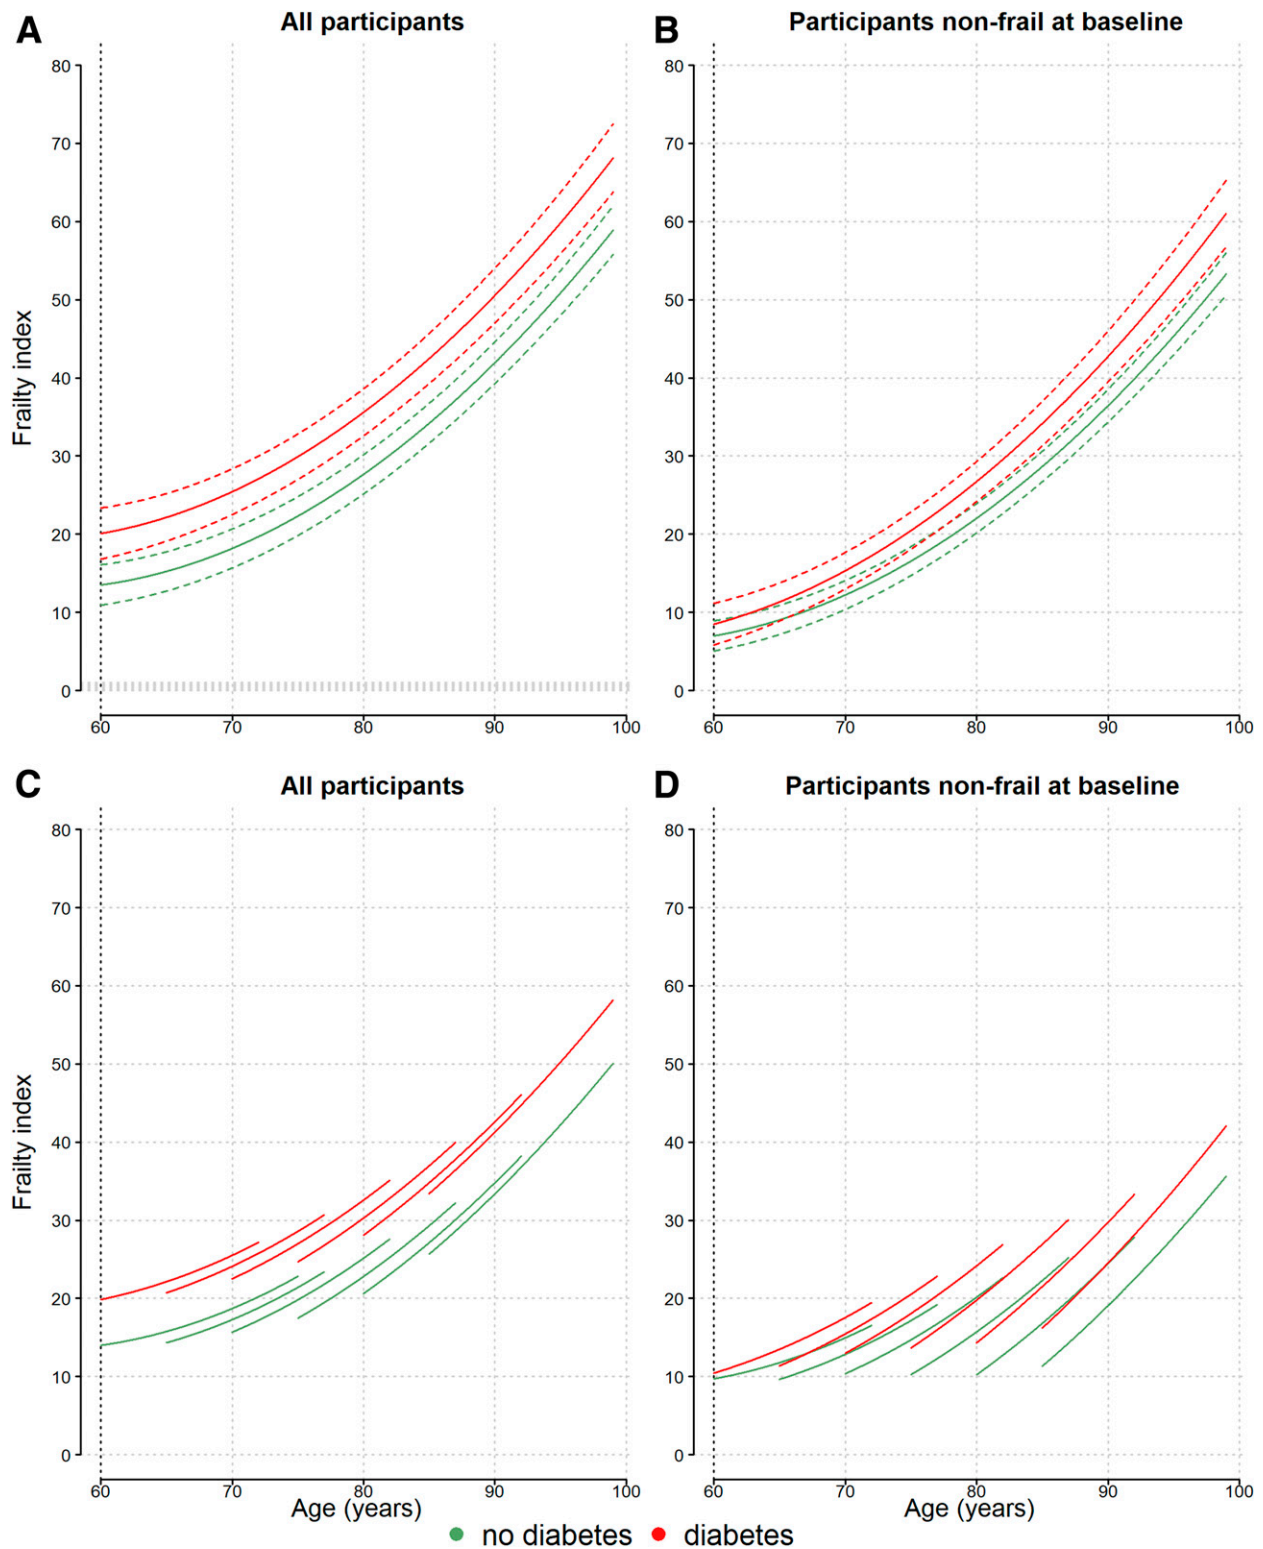 A All participants
B Participants non-frail at baseline
Frailty index
80
70
60
50
40
30
20
10
0
60 70 80 90 100
80
70
60
50
40
30
20
10
0
60 70 80 90 100
C All participants
D Participants non-frail at baseline
Frailty index
80
70
60
50
40
30
20
10
0
60 70 80 90 100
Age (years)
80
70
60
50
40
30
20
10
0
60 70 80 90 100
Age (years)
no diabetes diabetes